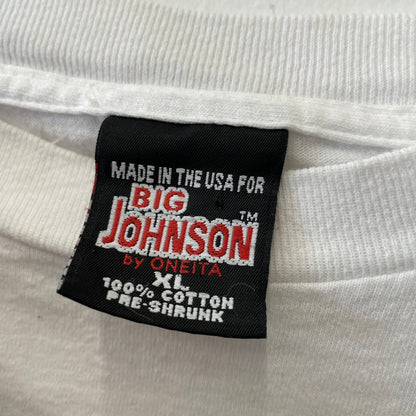 MADE IN THE USA FOR
BIG
JOHNSON™
by ONEITA
XL
100% COTTON
PRE-SHRUNK